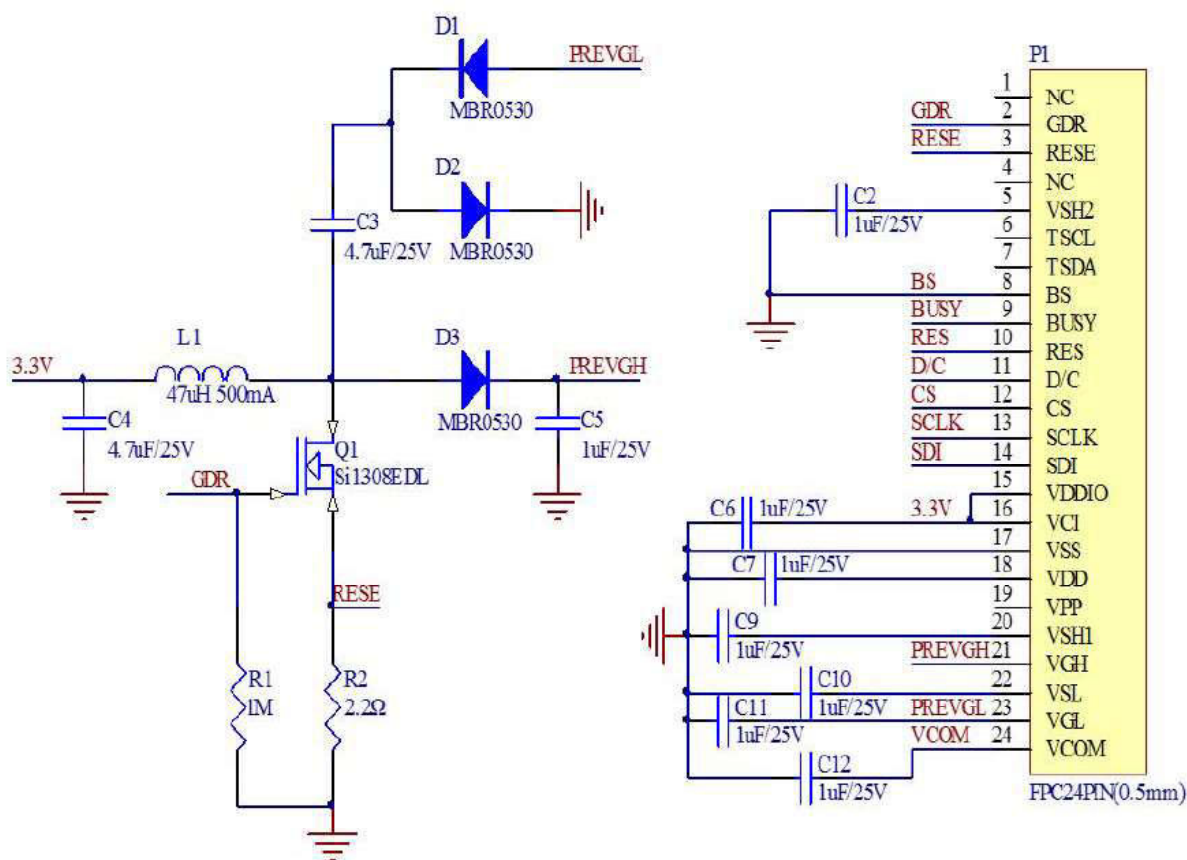 D1
PREVGL
MBR0530
D2
MBR0530
C3
4.7uF/25V
L1
3.3V
47uH 500mA
C4
4.7uF/25V
D3
PREVGH
MBR0530
C5
1uF/25V
Q1
Si1308EDL
GDR
RESE
R1
1M
R2
2.2Ω
P1
1 NC
GDR 2 GDR
RESE 3 RESE
4 NC
C2
1uF/25V
5 VSH2
6 TSCL
7 TSDA
BS 8 BS
BUSY 9 BUSY
RES 10 RES
D/C 11 D/C
CS 12 CS
SCLK 13 SCLK
SDI 14 SDI
15 VDDIO
C6 1uF/25V 3.3V 16 VCI
17 VSS
C7 1uF/25V 18 VDD
19 VPP
C9
1uF/25V
20 VSH1
PREVGH 21 VGH
C10
1uF/25V
22 VSL
C11
1uF/25V
PREVGL 23 VGL
VCOM 24 VCOM
C12
1uF/25V
FPC24PIN(0.5mm)